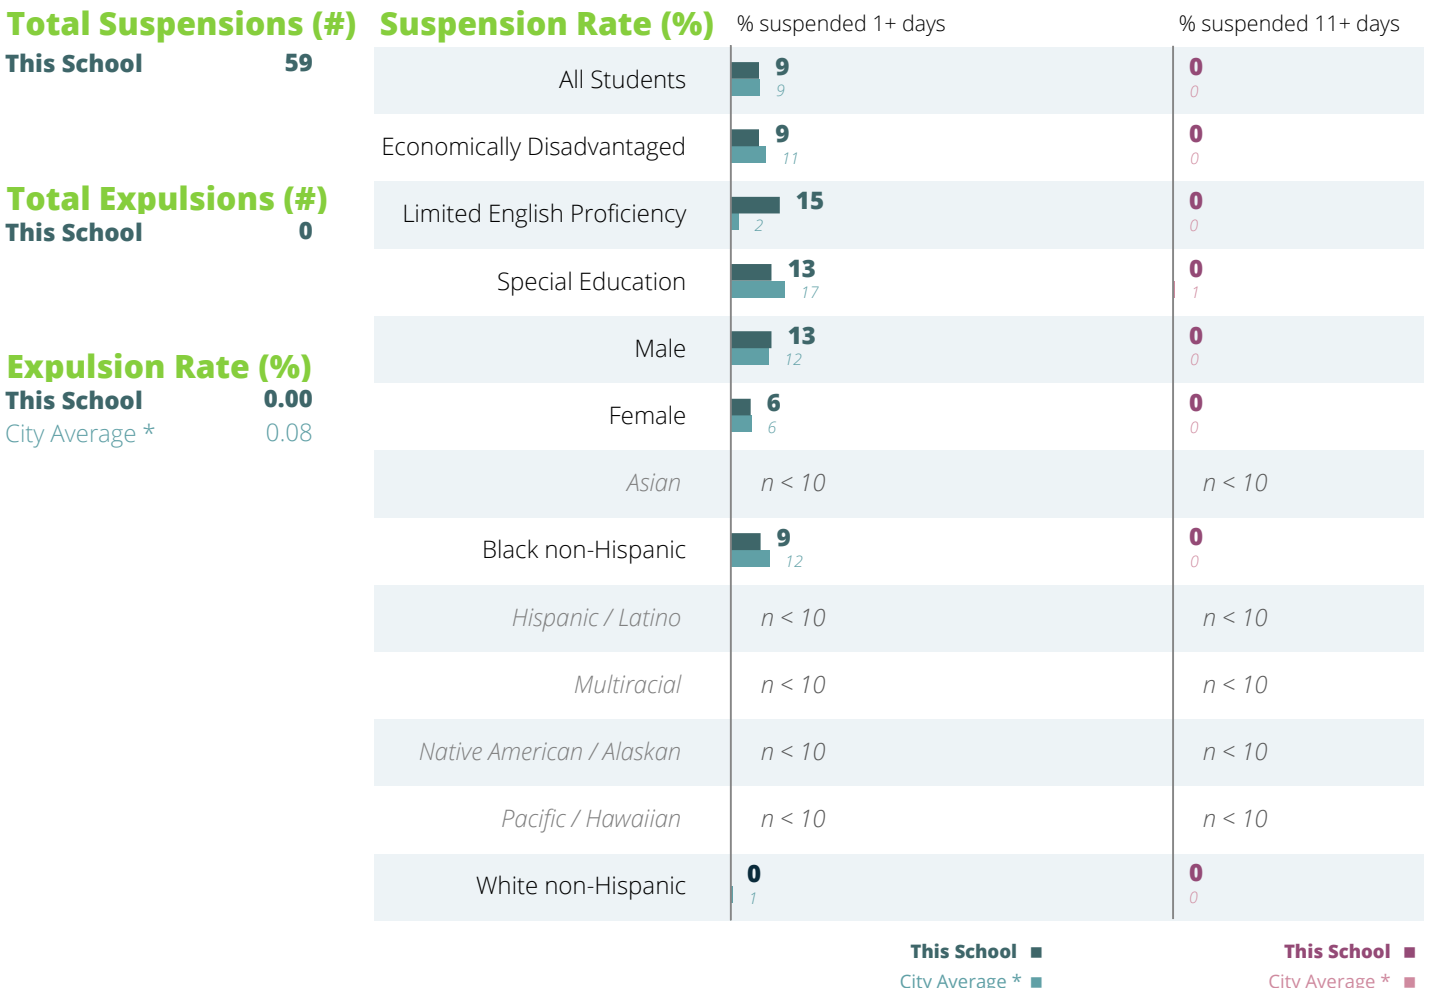 Total Suspensions (#)
This School 59
Total Expulsions (#)
This School 0
Expulsion Rate (%)
This School 0.00
City Average * 0.08
Suspension Rate (%) % suspended 1+ days % suspended 11+ days
All Students 9 0
9 0
Economically Disadvantaged 9 0
11 0
Limited English Proficiency 15 0
2 0
Special Education 13 0
17 1
Male 13 0
12 0
Female 6 0
6 0
Asian n < 10 n < 10
Black non-Hispanic 9 0
12 0
Hispanic / Latino n < 10 n < 10
Multiracial n < 10 n < 10
Native American / Alaskan n < 10 n < 10
Pacific / Hawaiian n < 10 n < 10
White non-Hispanic 0 0
1 0
This School This School
City Average * City Average *